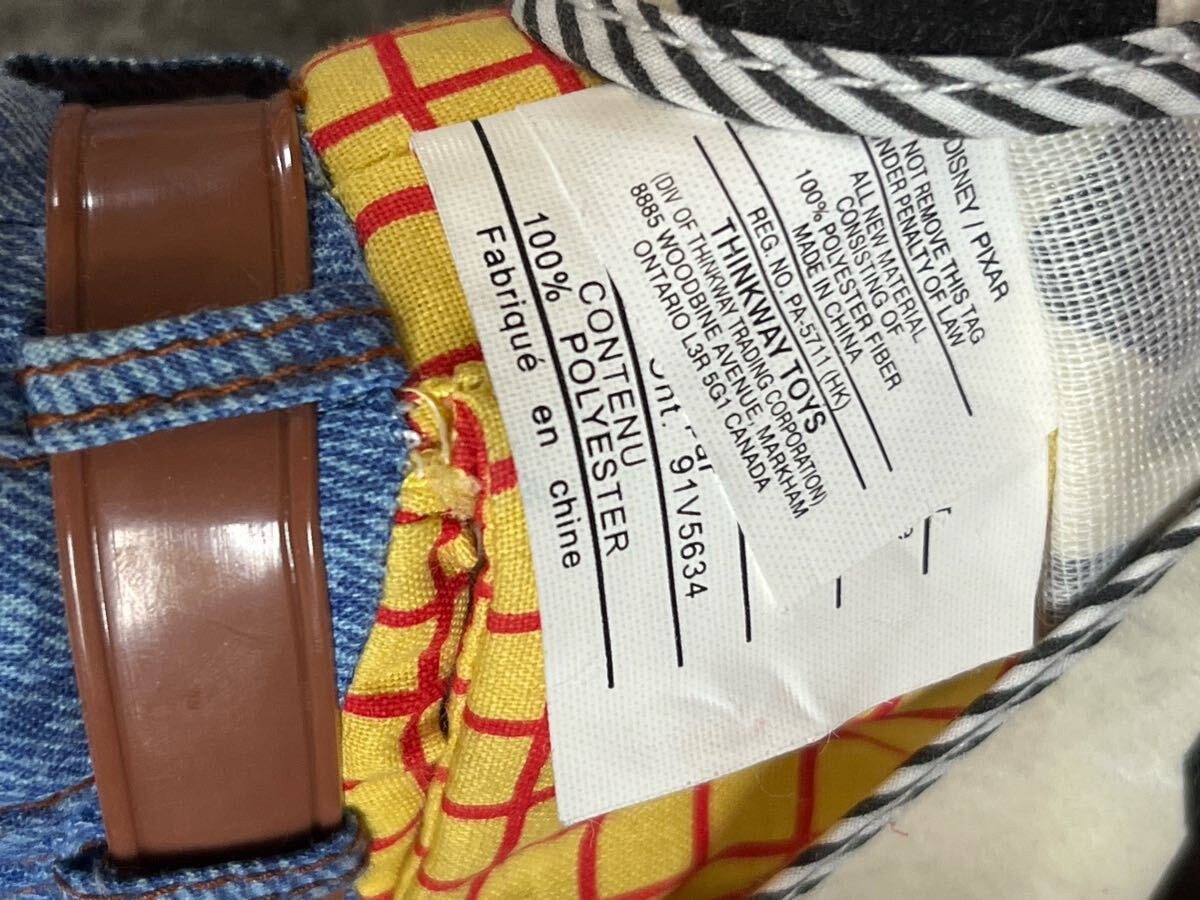 DISNEY / PIXAR
NOT REMOVE THIS TAG
UNDER PENALTY OF LAW
ALL NEW MATERIAL
CONSISTING OF
100% POLYESTER FIBER
MADE IN CHINA
REG. NO. PA-5711 (HK)
THINKWAY TOYS
(DIV OF THINKWAY TRADING CORPORATION)
8885 WOODBINE AVENUE, MARKHAM
ONTARIO L3R 5G1 CANADA
91V5634
CONTENU
100% POLYESTER
Fabriqué en chine